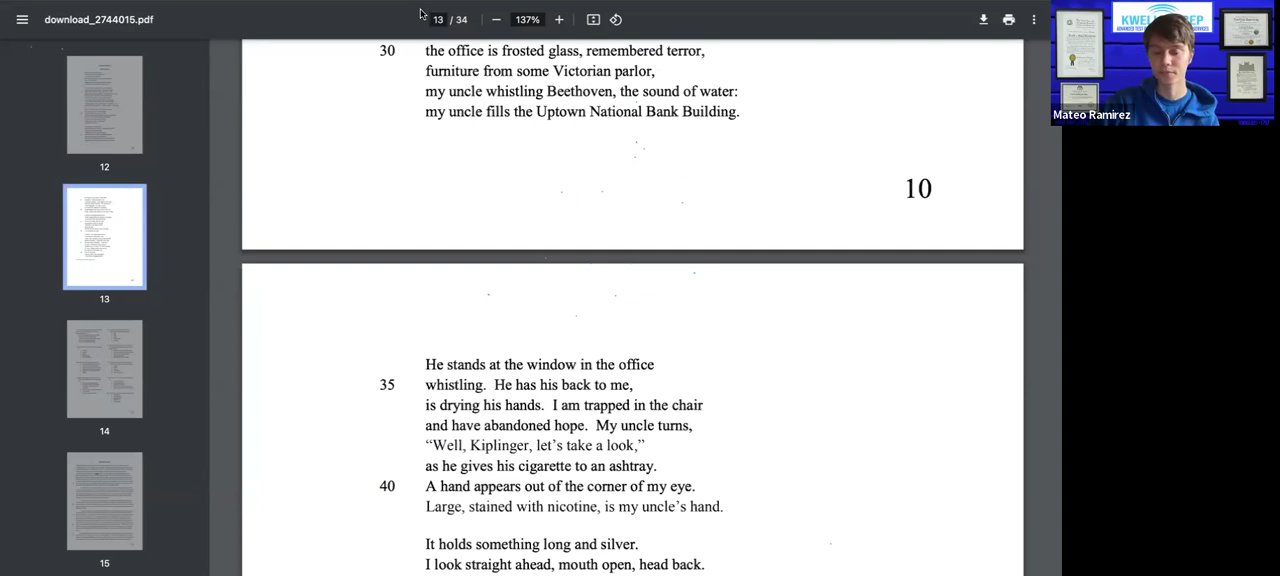 download_2744015.pdf
13 / 34
137%
KWELLER PREP
ADVANCED TEST
SERVICES
Mateo Ramirez
12
13
14
15
30 the office is frosted glass, remembered terror,
furniture from some Victorian parlor,
my uncle whistling Beethoven, the sound of water:
my uncle fills the Uptown National Bank Building.
10
He stands at the window in the office
35 whistling. He has his back to me,
is drying his hands. I am trapped in the chair
and have abandoned hope. My uncle turns,
“Well, Kiplinger, let’s take a look,”
as he gives his cigarette to an ashtray.
40 A hand appears out of the corner of my eye.
Large, stained with nicotine, is my uncle’s hand.
It holds something long and silver.
I look straight ahead, mouth open, head back.